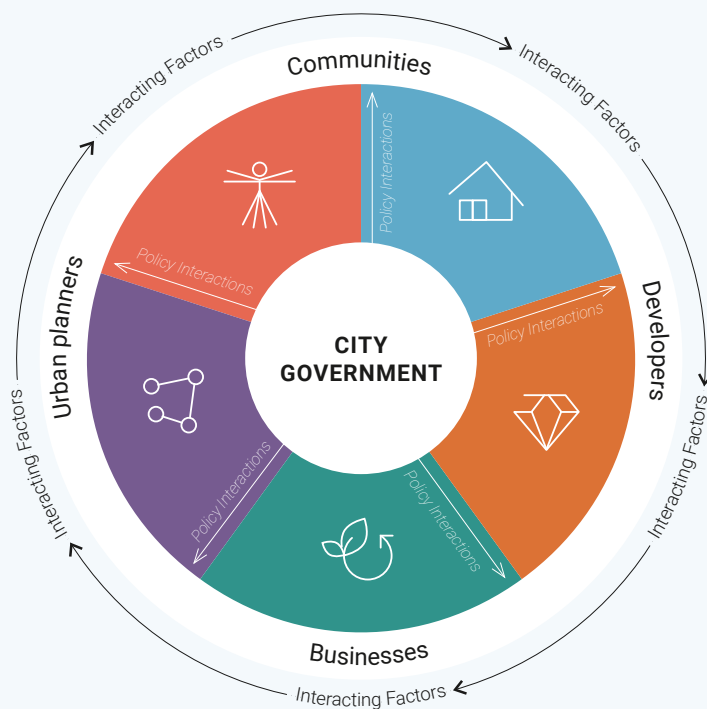 Communities
Interacting Factors
Interacting Factors
Policy Interactions
Policy Interactions
Urban planners
Developers
Policy Interactions
CITY
GOVERNMENT
Interacting Factors
Interacting Factors
Policy Interactions
Policy Interactions
Businesses
Interacting Factors